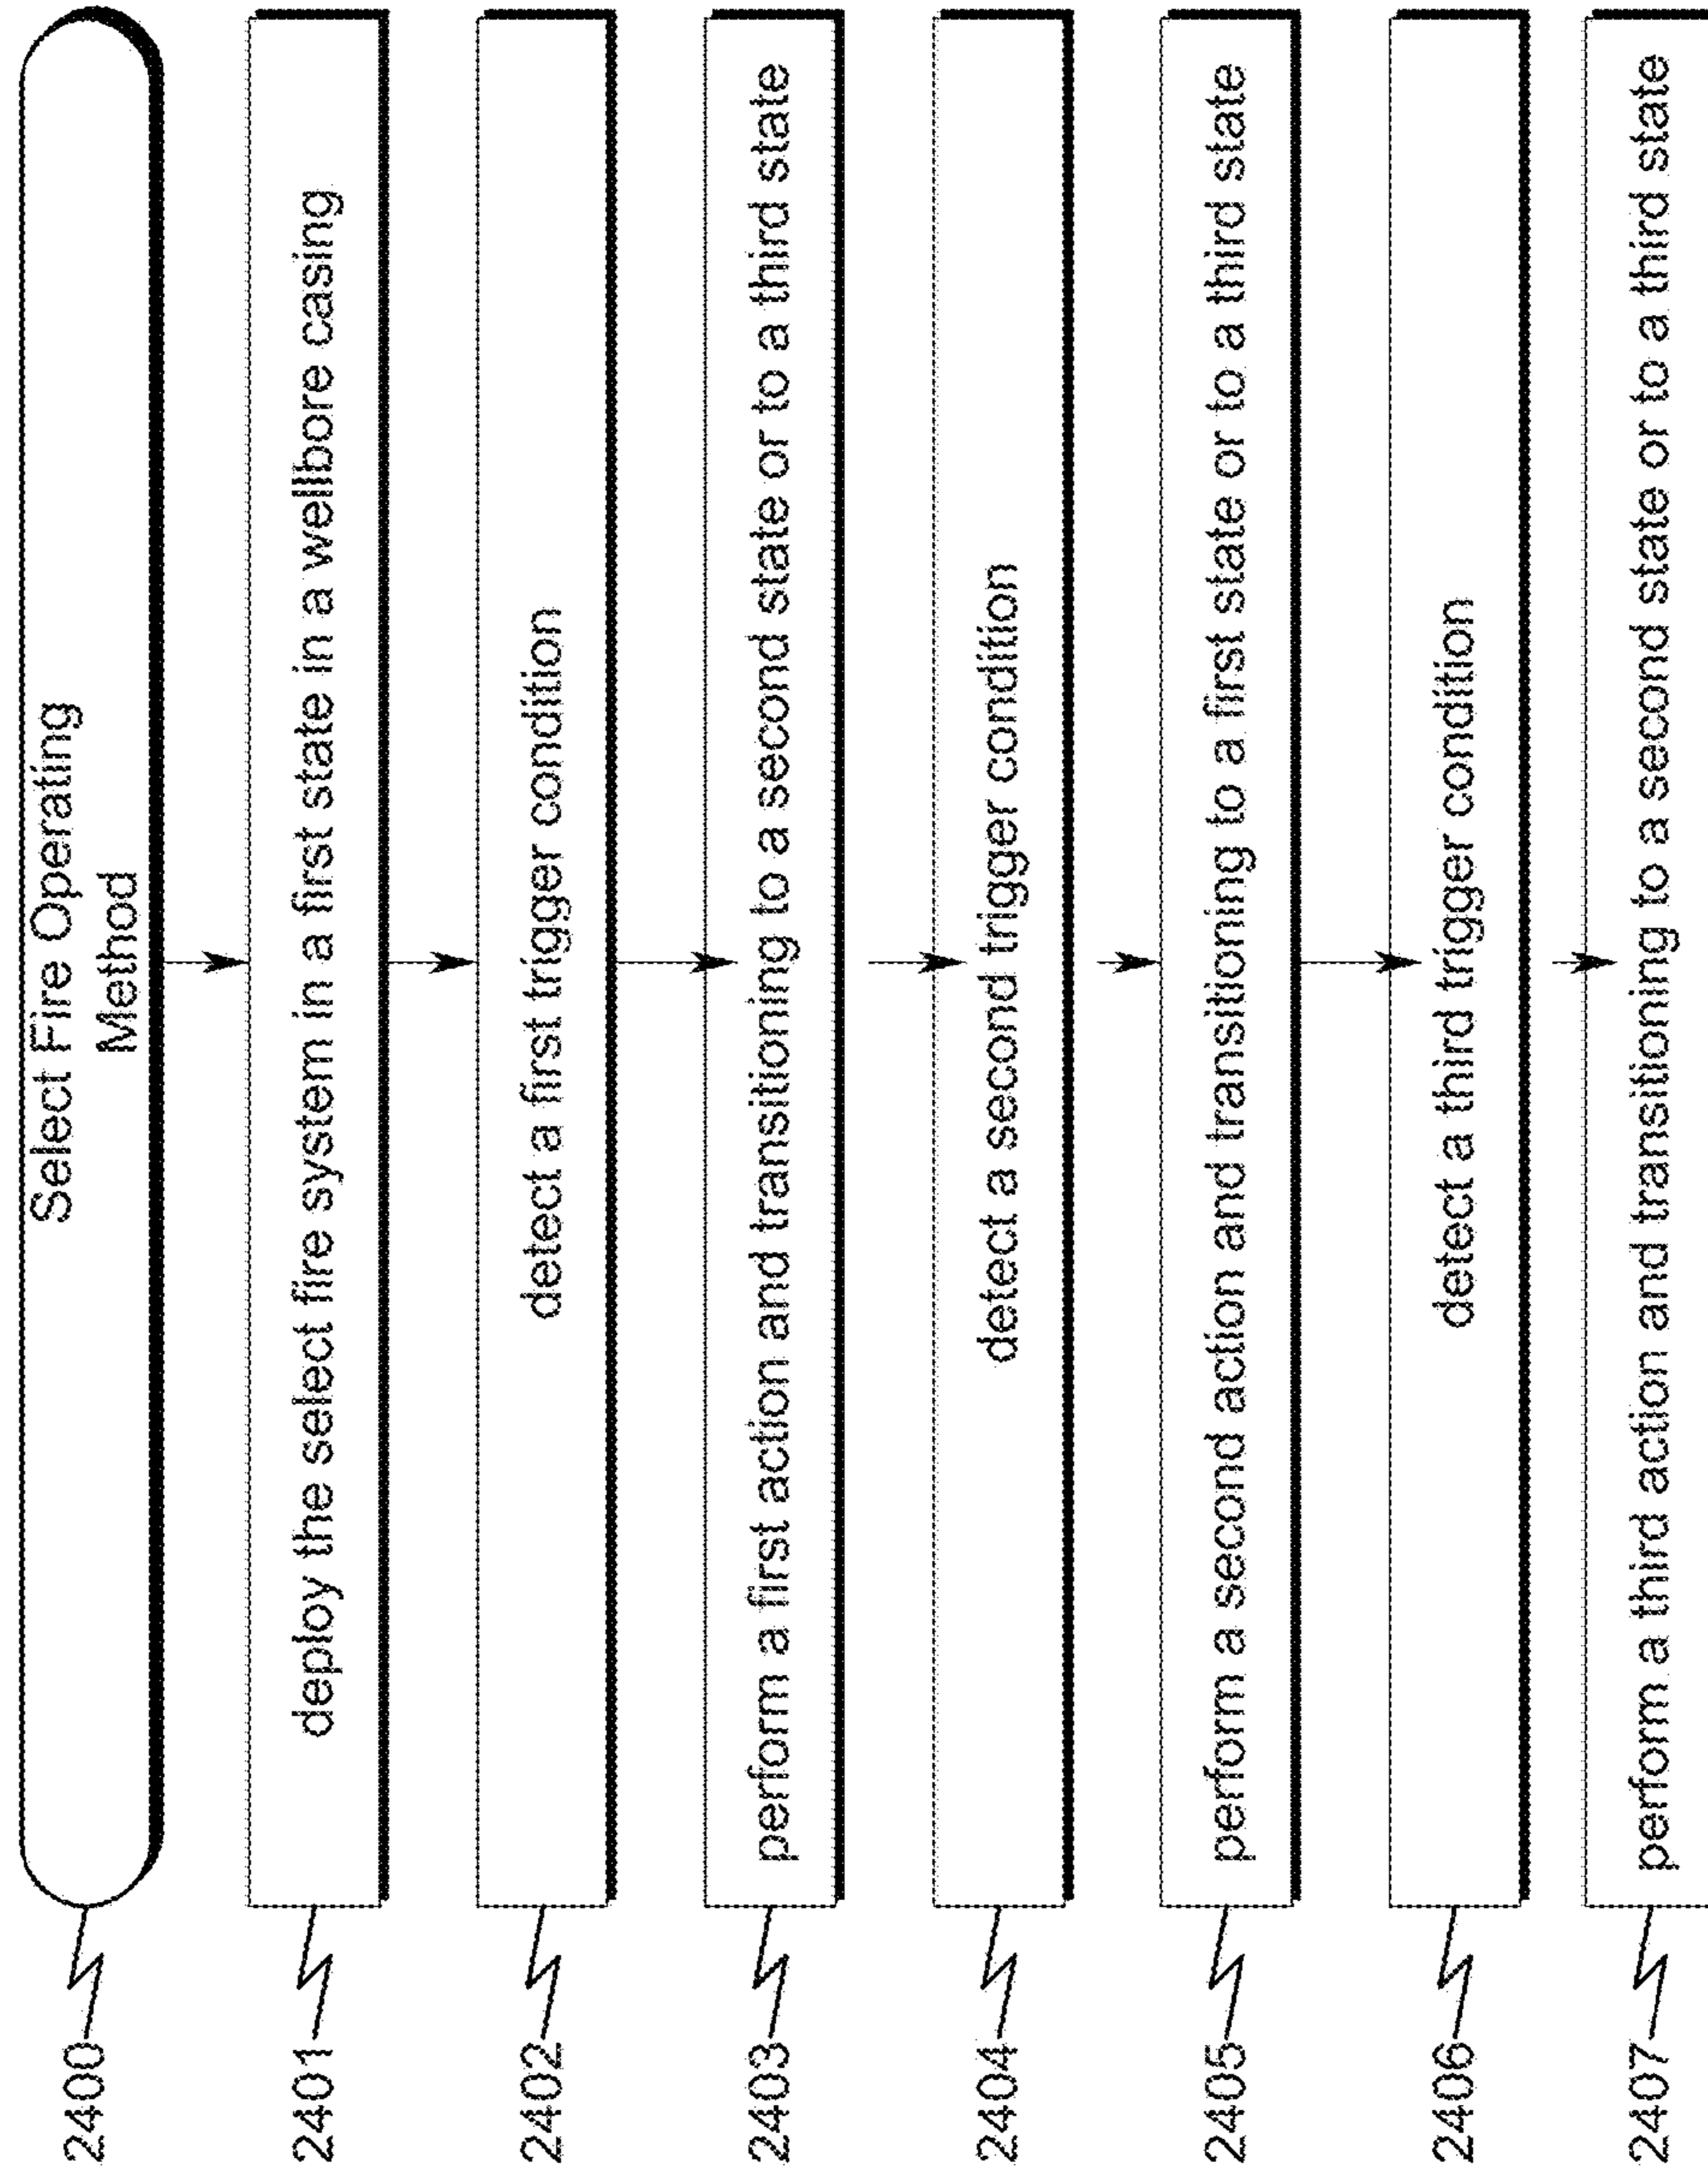 Select Fire Operating
Method
2400
deploy the select fire system in a first state in a wellbore casing
2401
detect a first trigger condition
2402
perform a first action and transitioning to a second state or to a third state
2403
detect a second trigger condition
2404
perform a second action and transitioning to a first state or to a third state
2405
detect a third trigger condition
2406
perform a third action and transitioning to a second state or to a third state
2407